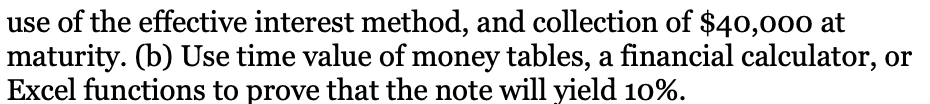 use of the effective interest method, and collection of $40,000 at
maturity. (b) Use time value of money tables, a financial calculator, or
Excel functions to prove that the note will yield 10%.